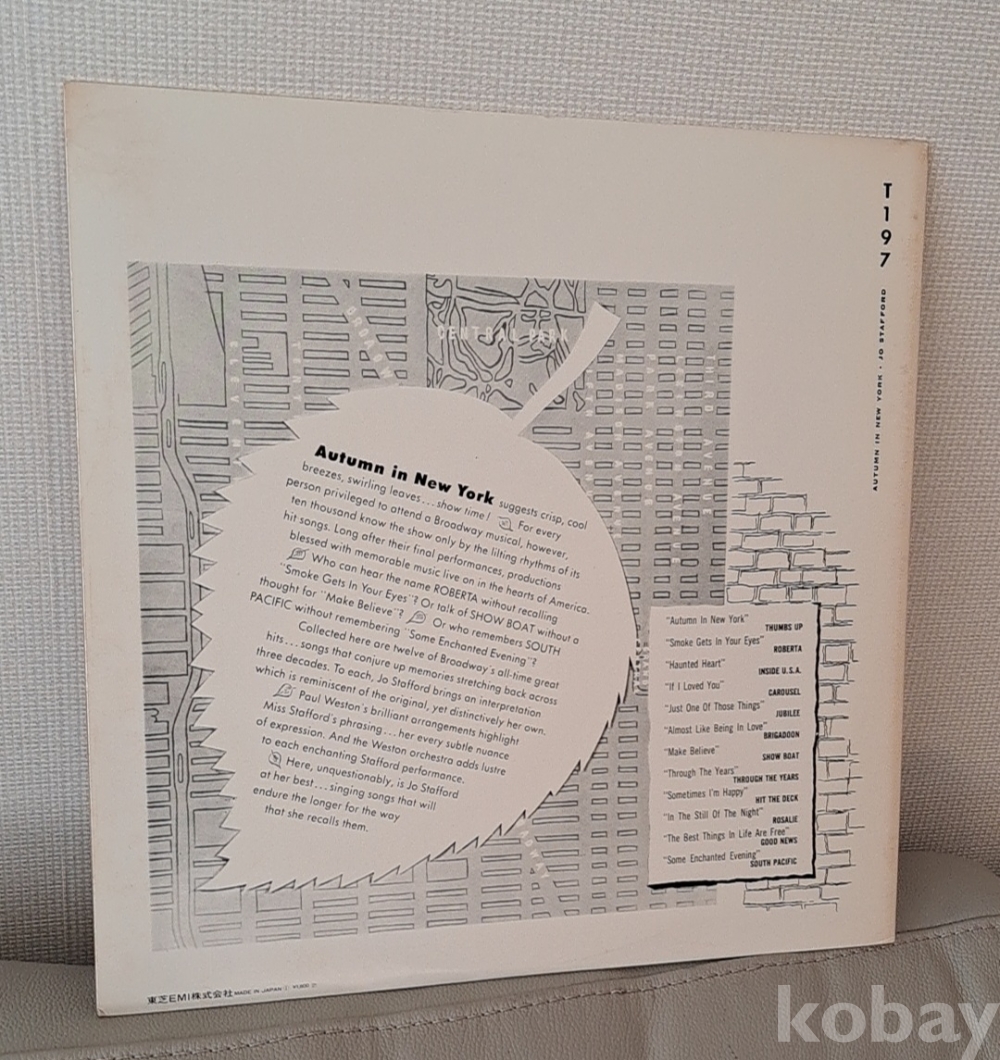 T197
AUTUMN IN NEW YORK · JO STAFFORD
CENTRAL PARK
THIRD AVENUE
Autumn in New York suggests crisp, cool
breezes, swirling leaves...show time! For every
person privileged to attend a Broadway musical, however,
ten thousand know the show only by the lilting rhythms of its
hit songs. Long after their final performances, productions
blessed with memorable music live on in the hearts of America.
Who can hear the name ROBERTA without recalling
"Smoke Gets In Your Eyes"? Or talk of SHOW BOAT without a
thought for "Make Believe"? Or who remembers SOUTH
PACIFIC without remembering "Some Enchanted Evening"?
Collected here are twelve of Broadway's all-time great
hits...songs that conjure up memories stretching back across
three decades. To each, Jo Stafford brings an interpretation
which is reminiscent of the original, yet distinctively her own.
Paul Weston's brilliant arrangements highlight
Miss Stafford's phrasing...her every subtle nuance
of expression. And the Weston orchestra adds lustre
to each enchanting Stafford performance.
Here, unquestionably, is Jo Stafford
at her best...singing songs that will
endure the longer for the way
that she recalls them.
"Autumn In New York"
THUMBS UP
"Smoke Gets In Your Eyes"
ROBERTA
"Haunted Heart"
INSIDE U.S.A.
"If I Loved You"
CAROUSEL
"Just One Of Those Things"
JUBILEE
"Almost Like Being In Love"
BRIGADOON
"Make Believe"
SHOW BOAT
"Through The Years"
THROUGH THE YEARS
"Sometimes I'm Happy"
HIT THE DECK
"In The Still Of The Night"
ROSALIE
"The Best Things In Life Are Free"
GOOD NEWS
"Some Enchanted Evening"
SOUTH PACIFIC
東芝EMI株式会社 MADE IN JAPAN
kobay